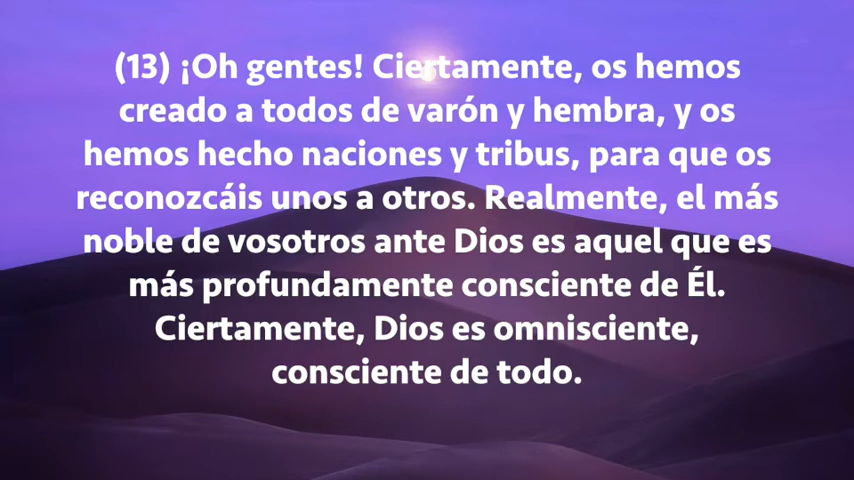 (13) ¡Oh gentes! Ciertamente, os hemos
creado a todos de varón y hembra, y os
hemos hecho naciones y tribus, para que os
reconozcáis unos a otros. Realmente, el más
noble de vosotros ante Dios es aquel que es
más profundamente consciente de Él.
Ciertamente, Dios es omnisciente,
consciente de todo.